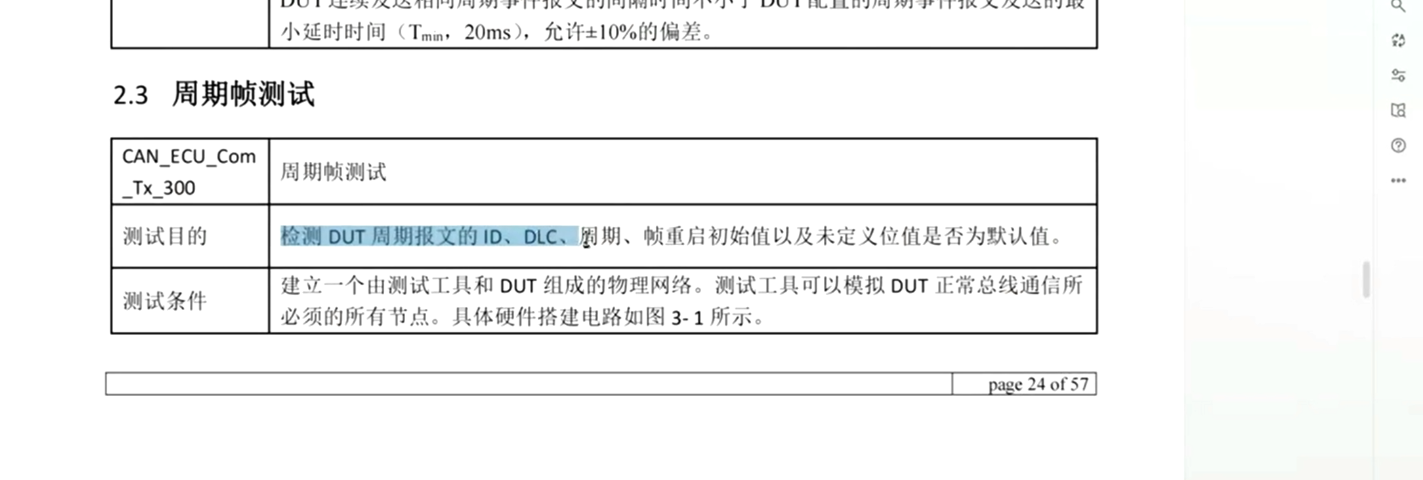 DUT 连续发送相同周期事件报文的间隔时间不小于 DUT 配置的周期事件报文发送的最
小延时时间（Tmin，20ms），允许±10%的偏差。
2.3 周期帧测试
CAN_ECU_Com
_Tx_300
周期帧测试
测试目的
检测 DUT 周期报文的 ID、DLC、周期、帧重启初始值以及未定义位值是否为默认值。
测试条件
建立一个由测试工具和 DUT 组成的物理网络。测试工具可以模拟 DUT 正常总线通信所
必须的所有节点。具体硬件搭建电路如图 3- 1 所示。
page 24 of 57